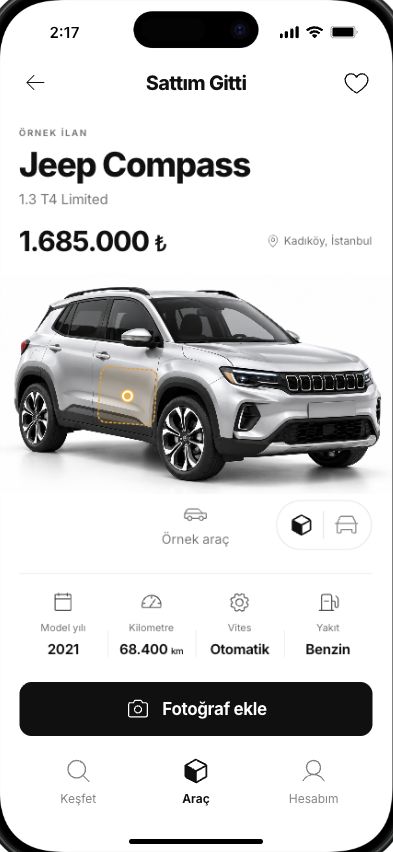 2:17
Sattım Gitti
ÖRNEK İLAN
Jeep Compass
1.3 T4 Limited
1.685.000 ₺
Kadıköy, İstanbul
Örnek araç
Model yılı
Kilometre
Vites
Yakıt
2021
68.400 km
Otomatik
Benzin
Fotoğraf ekle
Keşfet
Araç
Hesabım